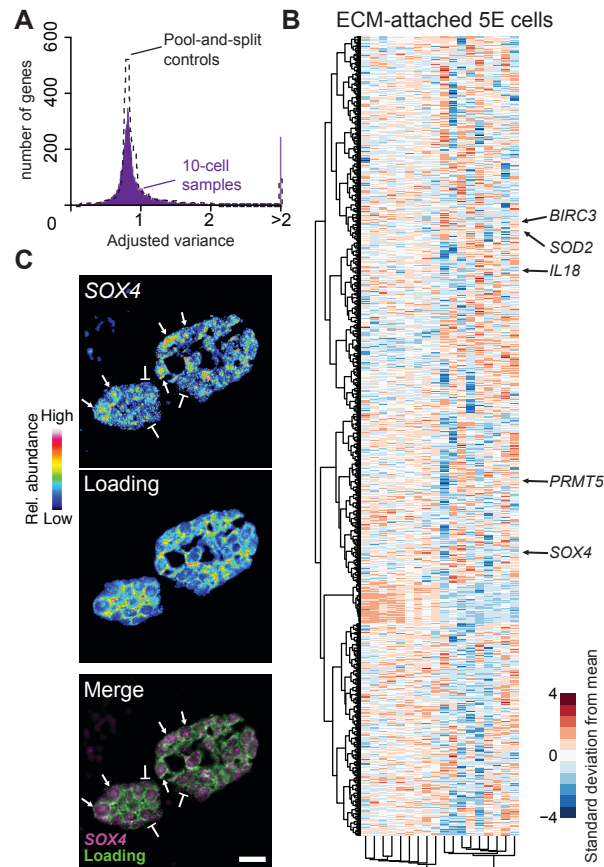 A
600
400
200
0
number of genes
Pool-and-split
controls
10-cell
samples
1
2
>2
Adjusted variance
B
ECM-attached 5E cells
BIRC3
SOD2
IL18
PRMT5
SOX4
4
0
−4
Standard deviation from mean
C
SOX4
High
Low
Rel. abundance
Loading
Merge
SOX4
Loading